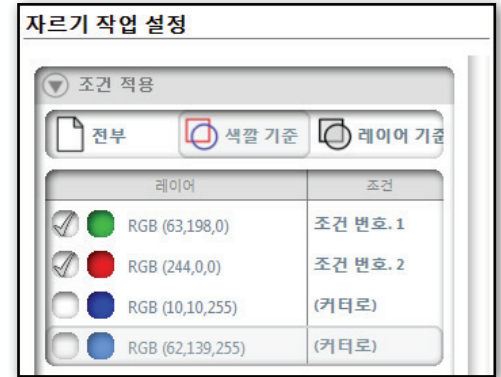 자르기 작업 설정
조건 적용
전부 색깔 기준 레이어 기준
레이어 조건
RGB (63,198,0) 조건 번호.1
RGB (244,0,0) 조건 번호.2
RGB (10,10,255) (커터로)
RGB (62,139,255) (커터로)